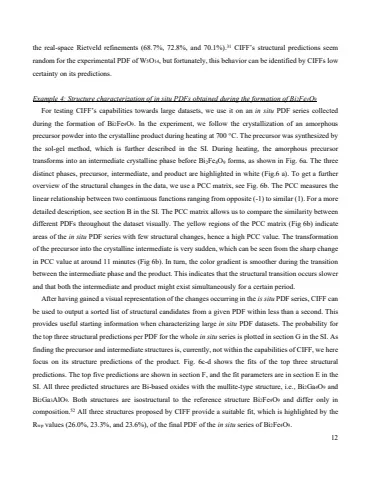 the real-space Rietveld refinements (68.7%, 72.8%, and 70.1%).³¹ CIFF's structural predictions seem
random for the experimental PDF of W₅O₁₄, but fortunately, this behavior can be identified by CIFFs low
certainty on its predictions.
Example 4: Structure characterization of in situ PDFs obtained during the formation of Bi₂Fe₄O₉
For testing CIFF's capabilities towards large datasets, we use it on an in situ PDF series collected
during the formation of Bi₂Fe₄O₉. In the experiment, we follow the crystallization of an amorphous
precursor powder into the crystalline product during heating at 700 °C. The precursor was synthesized by
the sol-gel method, which is further described in the SI. During heating, the amorphous precursor
transforms into an intermediate crystalline phase before Bi₂Fe₄O₉ forms, as shown in Fig. 6a. The three
distinct phases, precursor, intermediate, and product are highlighted in white (Fig.6 a). To get a further
overview of the structural changes in the data, we use a PCC matrix, see Fig. 6b. The PCC measures the
linear relationship between two continuous functions ranging from opposite (-1) to similar (1). For a more
detailed description, see section B in the SI. The PCC matrix allows us to compare the similarity between
different PDFs throughout the dataset visually. The yellow regions of the PCC matrix (Fig 6b) indicate
areas of the in situ PDF series with few structural changes, hence a high PCC value. The transformation
of the precursor into the crystalline intermediate is very sudden, which can be seen from the sharp change
in PCC value at around 11 minutes (Fig 6b). In turn, the color gradient is smoother during the transition
between the intermediate phase and the product. This indicates that the structural transition occurs slower
and that both the intermediate and product might exist simultaneously for a certain period.
After having gained a visual representation of the changes occurring in the is situ PDF series, CIFF can
be used to output a sorted list of structural candidates from a given PDF within less than a second. This
provides useful starting information when characterizing large in situ PDF datasets. The probability for
the top three structural predictions per PDF for the whole in situ series is plotted in section G in the SI. As
finding the precursor and intermediate structures is, currently, not within the capabilities of CIFF, we here
focus on its structure predictions of the product. Fig. 6c-d shows the fits of the top three structural
predictions. The top five predictions are shown in section F, and the fit parameters are in section E in the
SI. All three predicted structures are Bi-based oxides with the mullite-type structure, i.e., Bi₂Ga₄O₉ and
Bi₂Ga₃AlO₉. Both structures are isostructural to the reference structure Bi₂Fe₄O₉ and differ only in
composition.⁵² All three structures proposed by CIFF provide a suitable fit, which is highlighted by the
Rwp values (26.0%, 23.3%, and 23.6%), of the final PDF of the in situ series of Bi₂Fe₄O₉.
12